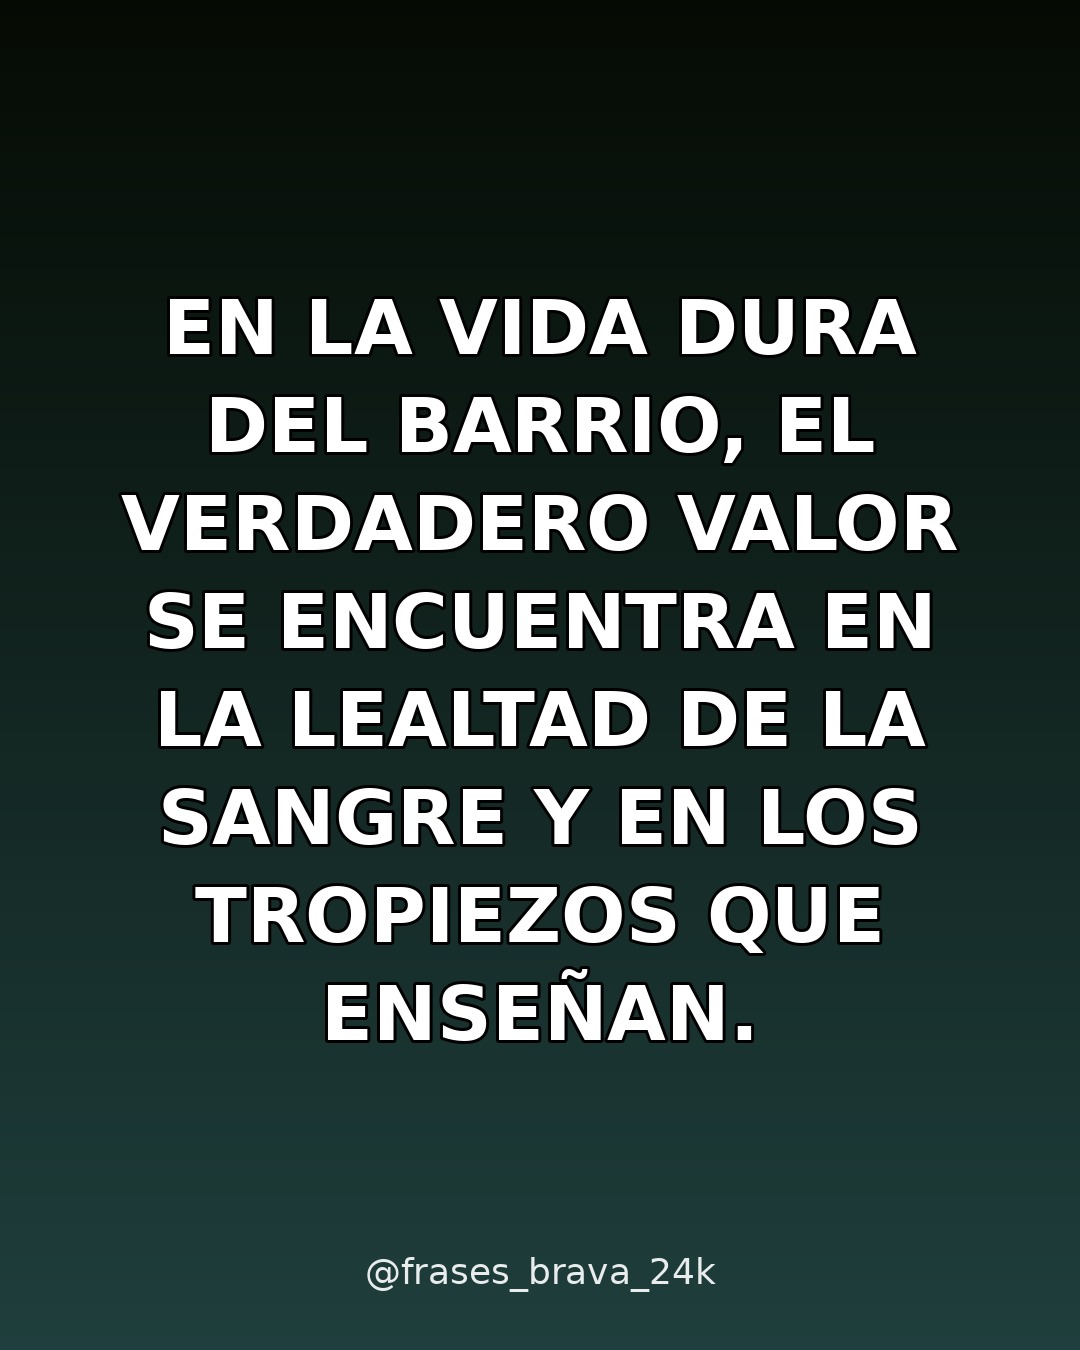 EN LA VIDA DURA
DEL BARRIO, EL
VERDADERO VALOR
SE ENCUENTRA EN
LA LEALTAD DE LA
SANGRE Y EN LOS
TROPIEZOS QUE
ENSEÑAN.
@frases_brava_24k